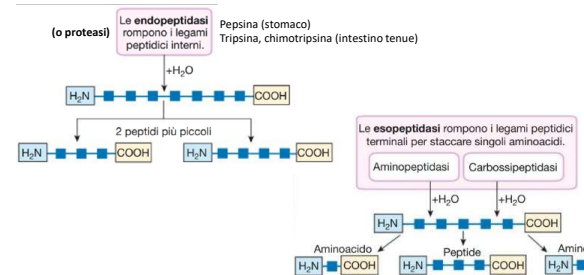 (o proteasi)
Le endopeptidasi
rompono i legami
peptidici interni.
Pepsina (stomaco)
Tripsina, chimotripsina (intestino tenue)
+H₂O
H₂N
COOH
2 peptidi più piccoli
H₂N
COOH
H₂N
COOH
Le esopeptidasi rompono i legami peptidici
terminali per staccare singoli aminoacidi.
Aminopeptidasi
Carbossipeptidasi
+H₂O
+H₂O
H₂N
COOH
Aminoacido
Peptide
H₂N
COOH
H₂N
COOH
H₂N